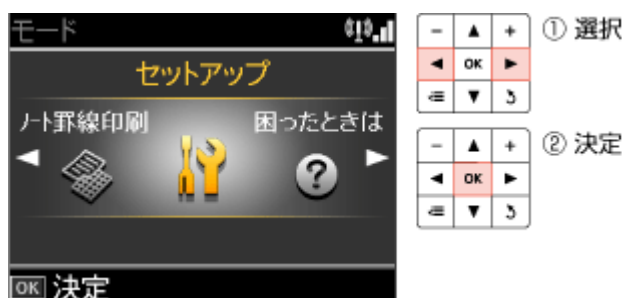 モード
セットアップ
ノート罫線印刷
困ったときは
?
OK 決定
- ▲ +
◀ OK ▶
▼
① 選択
- ▲ +
◀ OK ▶
▼
② 決定